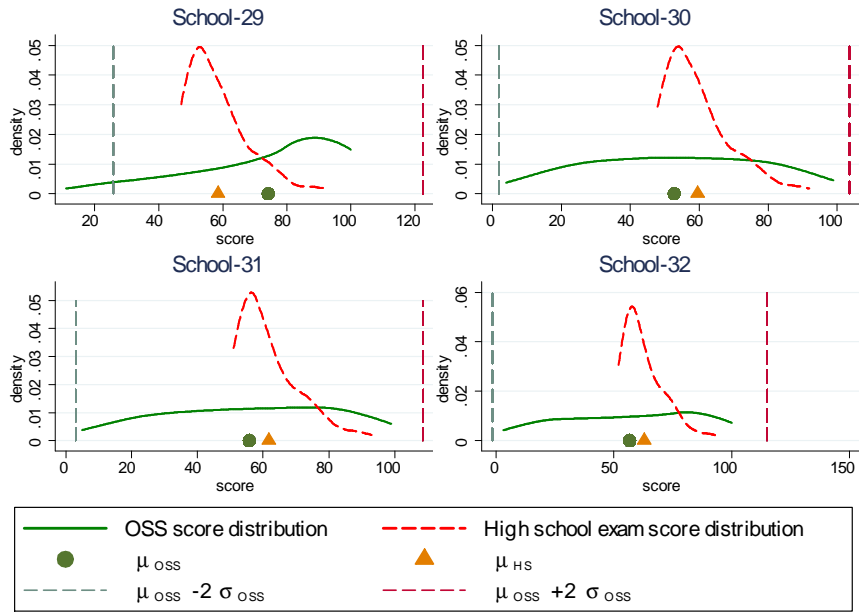 School-29
School-30
density
0 .01 .02 .03 .04 .05
20 40 60 80 100 120
score
density
0 .01 .02 .03 .04 .05
0 20 40 60 80 100
score
School-31
School-32
density
0 .01 .02 .03 .04 .05
0 20 40 60 80 100
score
density
0 .02 .04 .06
0 50 100 150
score
OSS score distribution
High school exam score distribution
μ OSS
μ HS
μ OSS -2 σ OSS
μ OSS +2 σ OSS